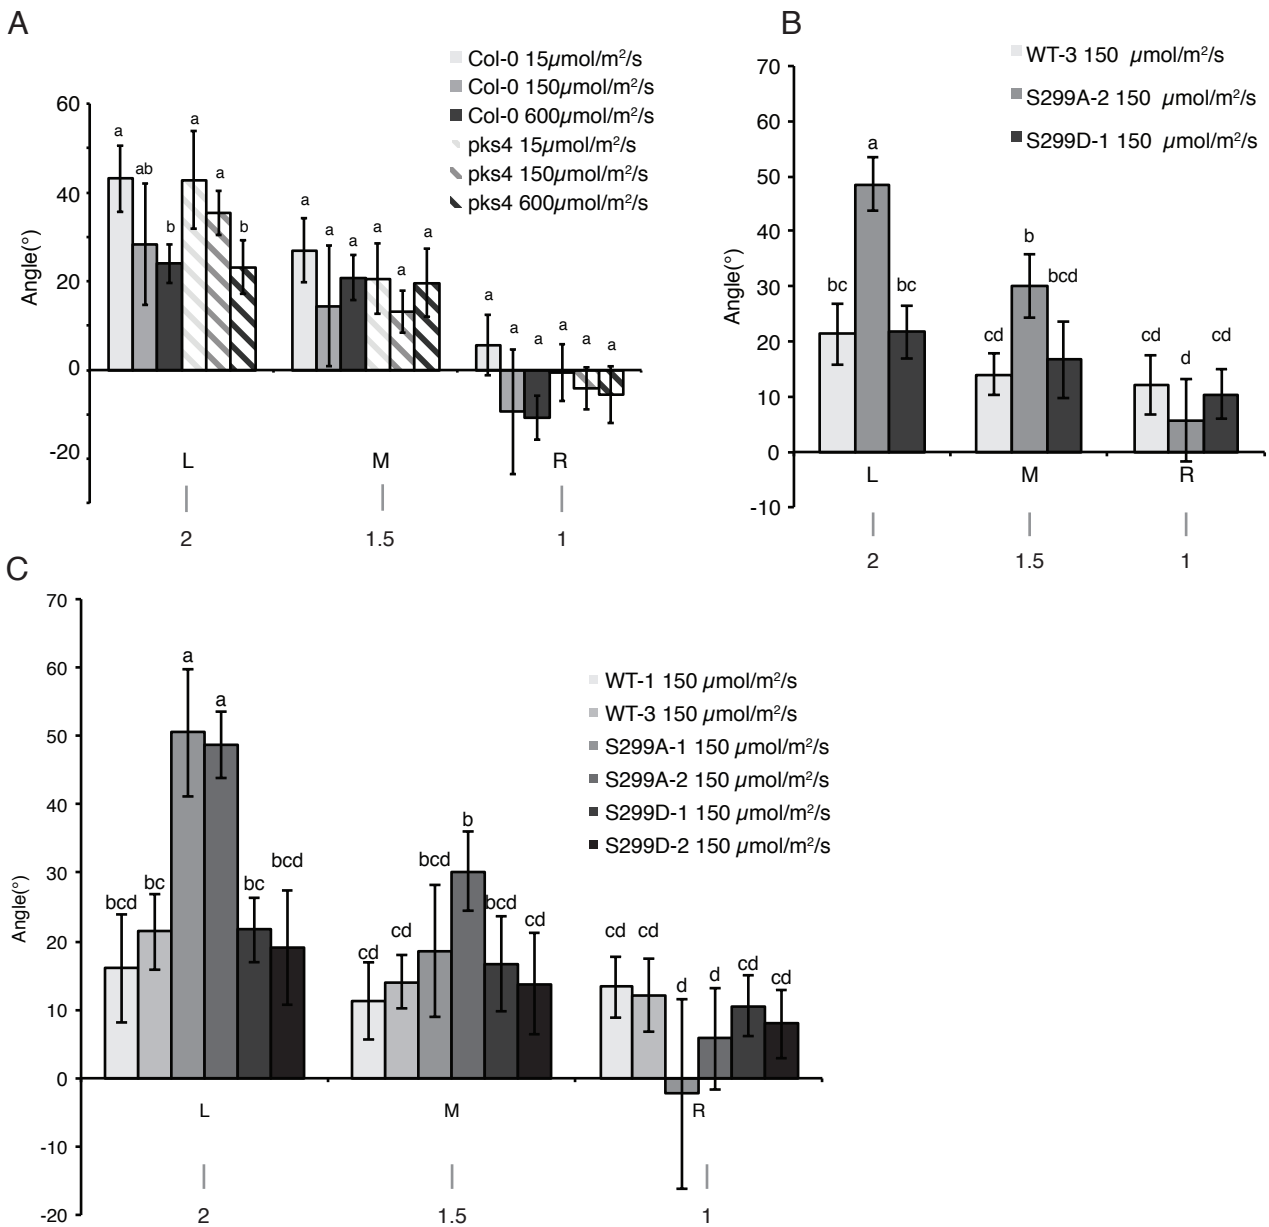 A
Col-0 15µmol/m²/s
Col-0 150µmol/m²/s
Col-0 600µmol/m²/s
pks4 15µmol/m²/s
pks4 150µmol/m²/s
pks4 600µmol/m²/s
Angle(°)
60
40
20
0
-20
a
ab
b
a
a
b
a
a
a
a
a
a
a
a
a
a
a
a
L
M
R
2
1.5
1
B
WT-3 150 µmol/m²/s
S299A-2 150 µmol/m²/s
S299D-1 150 µmol/m²/s
Angle(°)
70
60
50
40
30
20
10
0
-10
bc
a
bc
cd
b
bcd
cd
d
cd
L
M
R
2
1.5
1
C
WT-1 150 µmol/m²/s
WT-3 150 µmol/m²/s
S299A-1 150 µmol/m²/s
S299A-2 150 µmol/m²/s
S299D-1 150 µmol/m²/s
S299D-2 150 µmol/m²/s
Angle(°)
70
60
50
40
30
20
10
0
-10
-20
bcd
bc
a
a
bc
bcd
cd
cd
bcd
b
bcd
cd
cd
cd
d
d
cd
cd
L
M
R
2
1.5
1